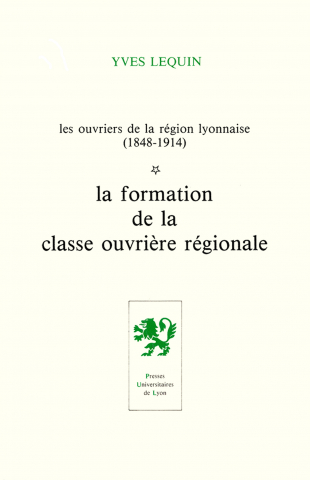 YVES LEQUIN
les ouvriers de la région lyonnaise
(1848-1914)
la formation
de la
classe ouvrière régionale
Presses
Universitaires
de Lyon